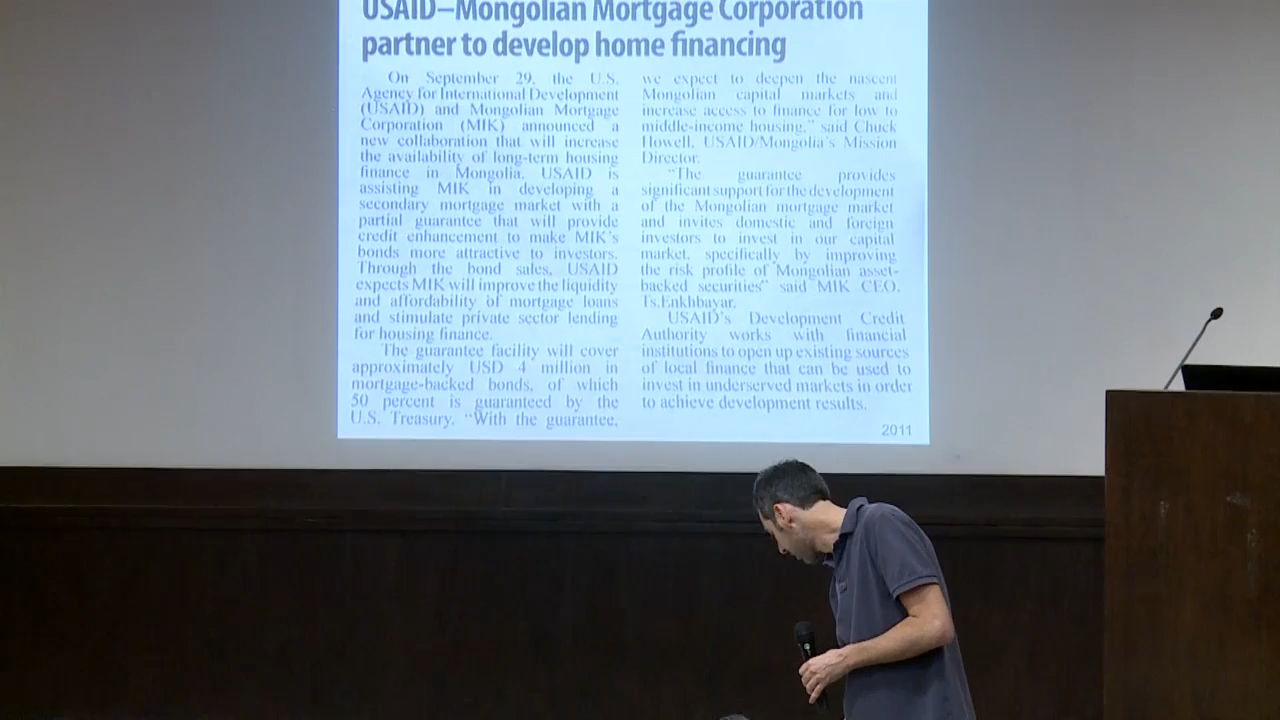 USAID–Mongolian Mortgage Corporation
partner to develop home financing
On September 29, the U.S.
Agency for International Development
(USAID) and Mongolian Mortgage
Corporation (MIK) announced a
new collaboration that will increase
the availability of long-term housing
finance in Mongolia. USAID is
assisting MIK in developing a
secondary mortgage market with a
partial guarantee that will provide
credit enhancement to make MIK's
bonds more attractive to investors.
Through the bond sales, USAID
expects MIK will improve the liquidity
and affordability of mortgage loans
and stimulate private sector lending
for housing finance.
The guarantee facility will cover
approximately USD 4 million in
mortgage-backed bonds, of which
50 percent is guaranteed by the
U.S. Treasury. "With the guarantee,
we expect to deepen the nascent
Mongolian capital markets and
increase access to finance for low to
middle-income housing," said Chuck
Howell, USAID/Mongolia's Mission
Director.
"The guarantee provides
significant support for the development
of the Mongolian mortgage market
and invites domestic and foreign
investors to invest in our capital
market, specifically by improving
the risk profile of Mongolian asset-
backed securities" said MIK CEO,
Ts.Enkhbayar.
USAID's Development Credit
Authority works with financial
institutions to open up existing sources
of local finance that can be used to
invest in underserved markets in order
to achieve development results.
2011